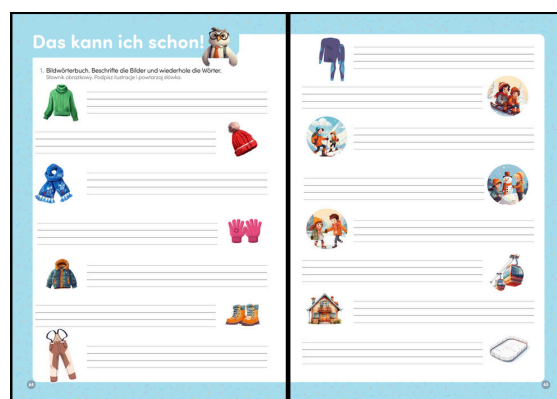 Das kann ich schon!
1. Bildwörterbuch. Beschrifte die Bilder und wiederhole die Wörter.
Słownik obrazkowy. Podpisz ilustracje i powtarzaj słówka.